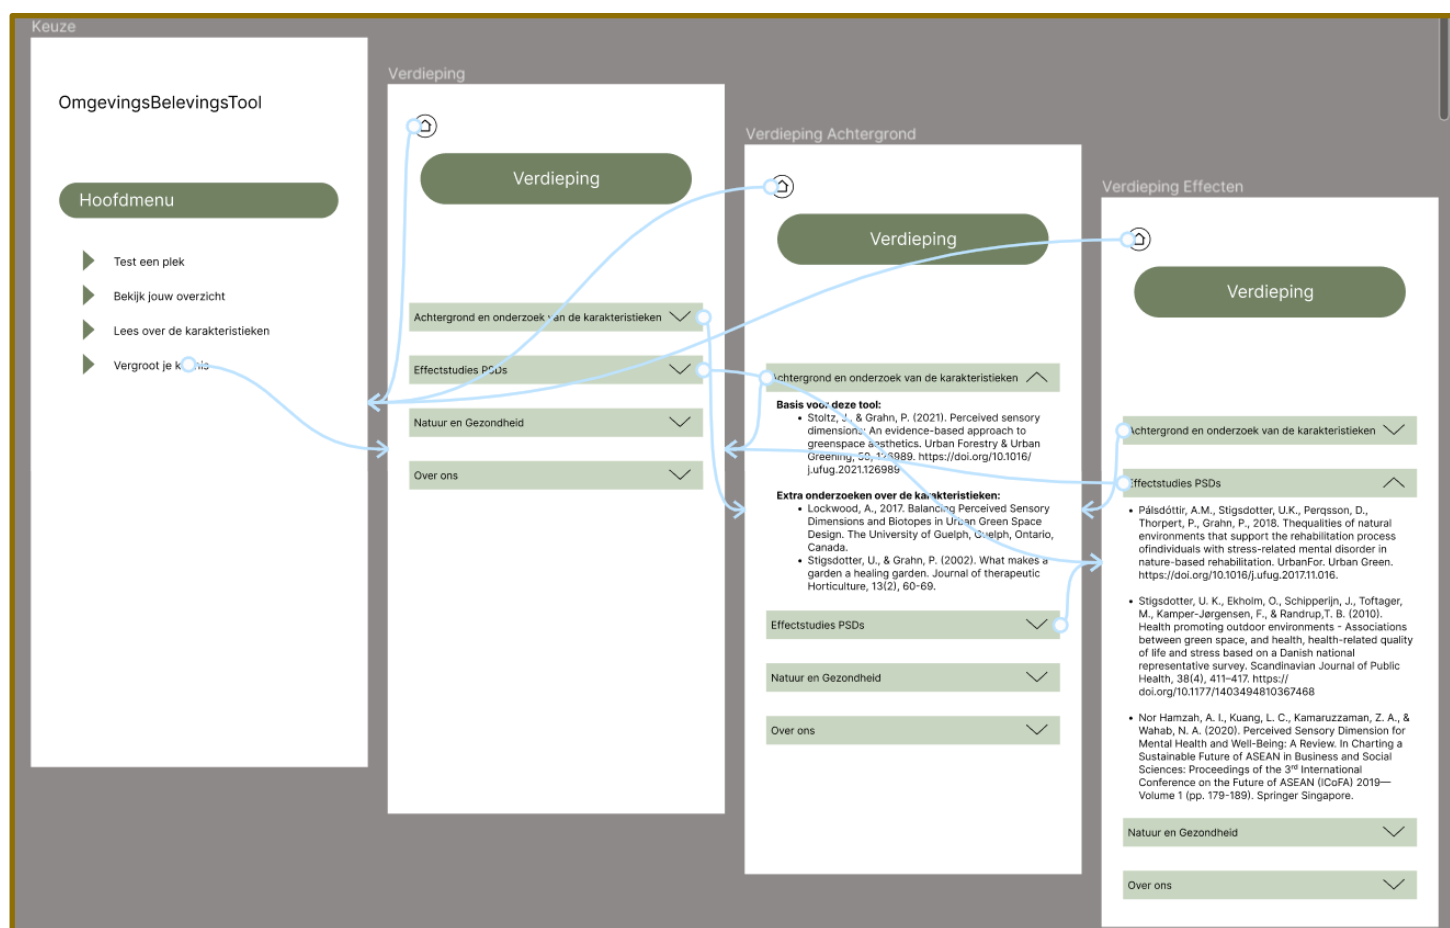 Keuze
OmgevingsBelevingsTool
Hoofdmenu
Test een plek
Bekijk jouw overzicht
Lees over de karakteristieken
Vergroot je kennis
Verdieping
Verdieping
Achtergrond en onderzoek van de karakteristieken
Effectstudies PSDs
Natuur en Gezondheid
Over ons
Verdieping Achtergrond
Verdieping
Achtergrond en onderzoek van de karakteristieken
Basis voor deze tool:
• Stoltz, J., & Grahn, P. (2021). Perceived sensory
dimensions: An evidence-based approach to
greenspace aesthetics. Urban Forestry & Urban
Greening, 59, 126989. https://doi.org/10.1016/
j.ufug.2021.126989
Extra onderzoeken over de karakteristieken:
• Lockwood, A., 2017. Balancing Perceived Sensory
Dimensions and Biotopes in Urban Green Space
Design. The University of Guelph, Guelph, Ontario,
Canada.
• Stigsdotter, U., & Grahn, P. (2002). What makes a
garden a healing garden. Journal of therapeutic
Horticulture, 13(2), 60-69.
Effectstudies PSDs
Natuur en Gezondheid
Over ons
Verdieping Effecten
Verdieping
Achtergrond en onderzoek van de karakteristieken
Effectstudies PSDs
• Pálsdóttir, A.M., Stigsdotter, U.K., Perqsson, D.,
Thorpert, P., Grahn, P., 2018. Thequalities of natural
environments that support the rehabilitation process
ofindividuals with stress-related mental disorder in
nature-based rehabilitation. UrbanFor. Urban Green.
https://doi.org/10.1016/j.ufug.2017.11.016.
• Stigsdotter, U. K., Ekholm, O., Schipperijn, J., Toftager,
M., Kamper-Jørgensen, F., & Randrup,T. B. (2010).
Health promoting outdoor environments - Associations
between green space, and health, health-related quality
of life and stress based on a Danish national
representative survey. Scandinavian Journal of Public
Health, 38(4), 411–417. https://
doi.org/10.1177/1403494810367468
• Nor Hamzah, A. I., Kuang, L. C., Kamaruzzaman, Z. A., &
Wahab, N. A. (2020). Perceived Sensory Dimension for
Mental Health and Well-Being: A Review. In Charting a
Sustainable Future of ASEAN in Business and Social
Sciences: Proceedings of the 3rd International
Conference on the Future of ASEAN (ICoFA) 2019—
Volume 1 (pp. 179-189). Springer Singapore.
Natuur en Gezondheid
Over ons